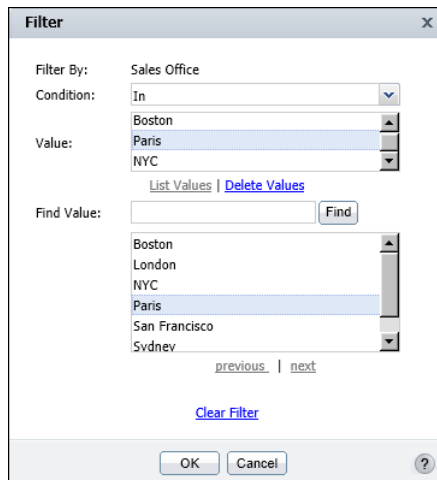 Filter x
Filter By: Sales Office
Condition: In
Value:
Boston
Paris
NYC
List Values | Delete Values
Find Value: Find
Boston
London
NYC
Paris
San Francisco
Sydney
previous | next
Clear Filter
OK Cancel ?